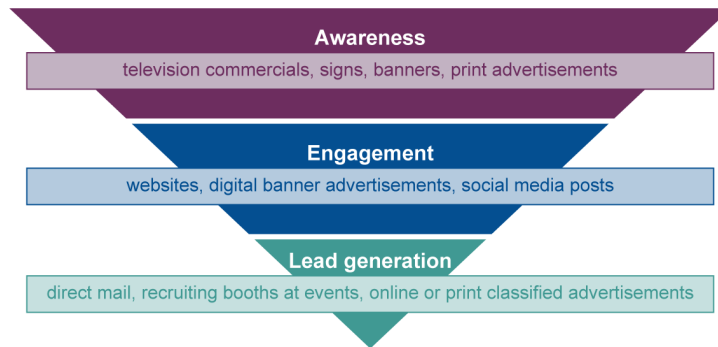 Awareness
television commercials, signs, banners, print advertisements
Engagement
websites, digital banner advertisements, social media posts
Lead generation
direct mail, recruiting booths at events, online or print classified advertisements